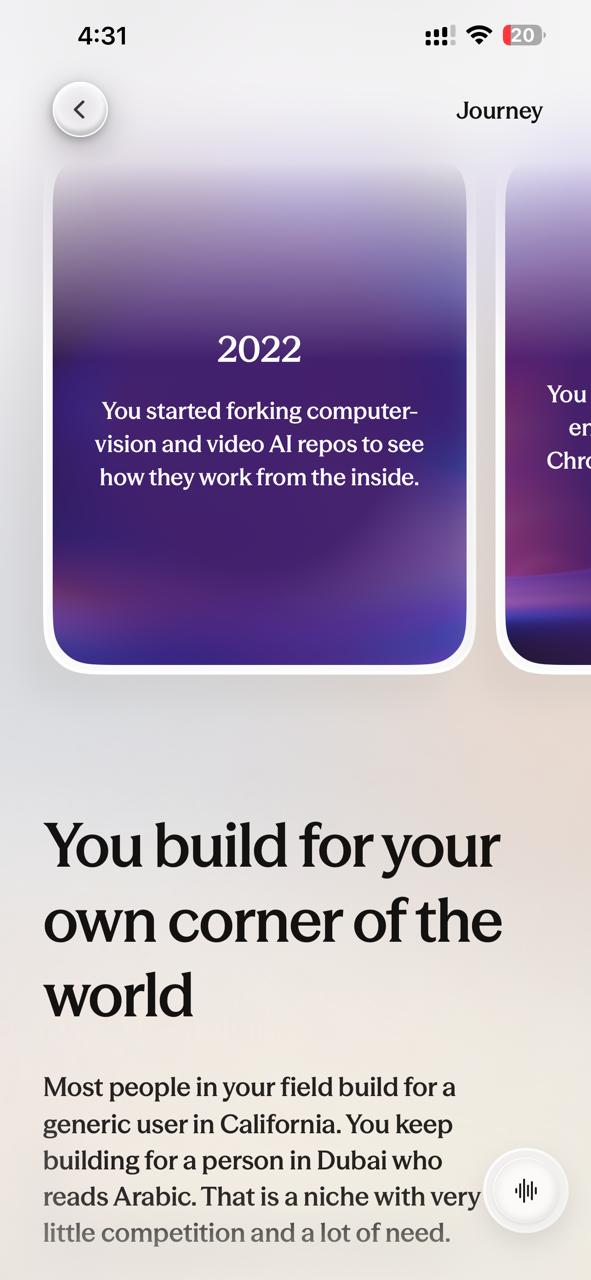 4:31
20
Journey
2022
You started forking computer-
vision and video AI repos to see
how they work from the inside.
You
en
Chro
You build for your
own corner of the
world
Most people in your field build for a
generic user in California. You keep
building for a person in Dubai who
reads Arabic. That is a niche with very
little competition and a lot of need.